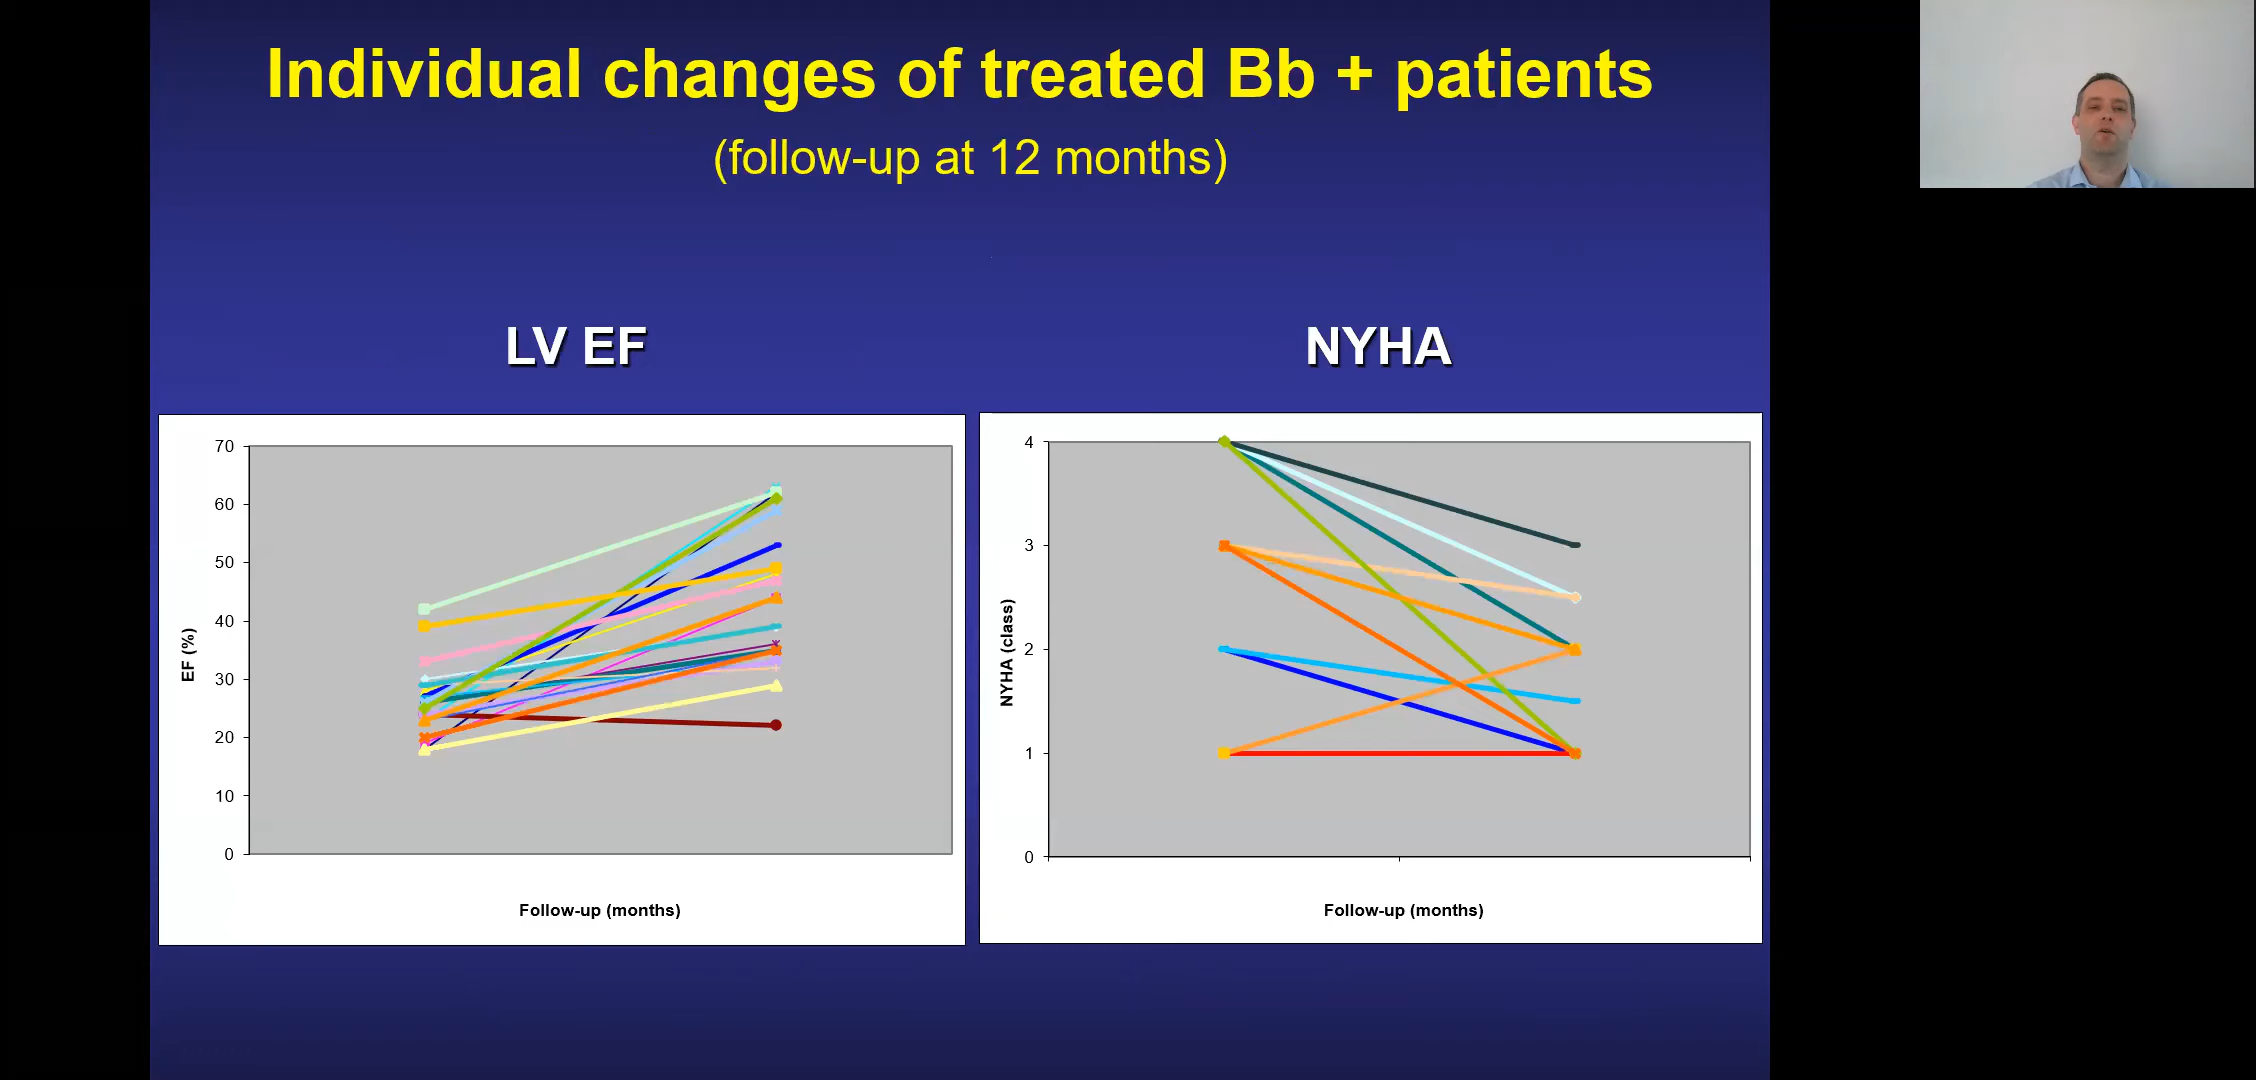 Individual changes of treated Bb + patients
(follow-up at 12 months)
LV EF
NYHA
70
60
50
40
30
20
10
0
EF (%)
Follow-up (months)
4
3
2
1
0
NYHA (class)
Follow-up (months)